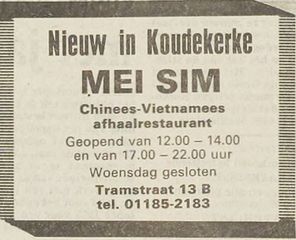 Nieuw in Koudekerke
MEI SIM
Chinees-Vietnamees
afhaalrestaurant
Geopend van 12.00 – 14.00
en van 17.00 – 22.00 uur
Woensdag gesloten
Tramstraat 13 B
tel. 01185-2183